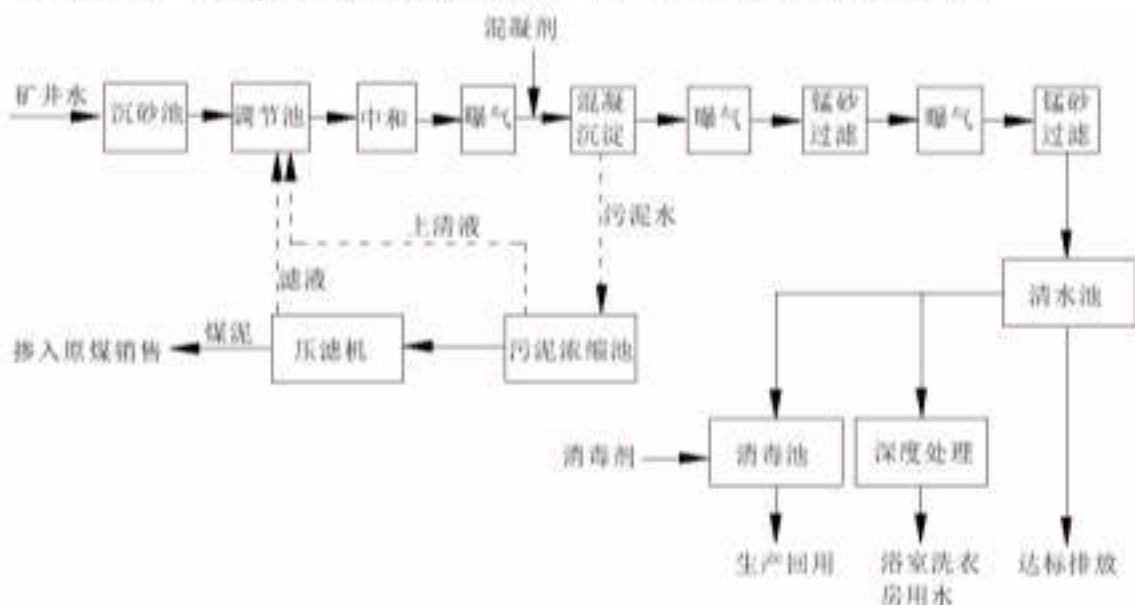 混凝剂
矿井水
沉砂池
调节池
中和
曝气
混凝
沉淀
曝气
锰砂
过滤
曝气
锰砂
过滤
上清液
污泥水
滤液
清水池
煤泥
掺入原煤销售
压滤机
污泥浓缩池
消毒剂
消毒池
深度处理
生产回用
浴室洗衣
房用水
达标排放